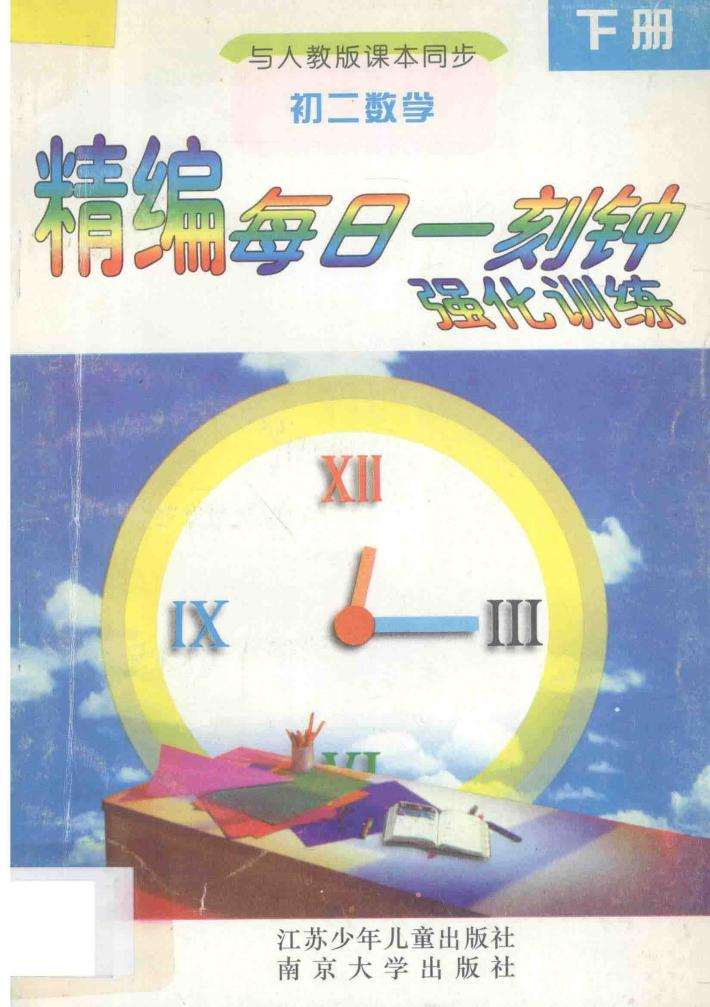 下册
与人教版课本同步
初二数学
精编每日一刻钟
强化训练
XII
IX
III
VI
江苏少年儿童出版社
南京大学出版社